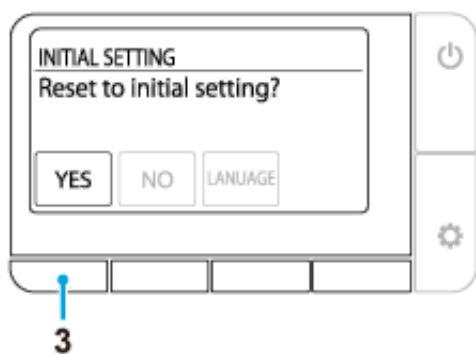 INITIAL SETTING
Reset to initial setting?
YES NO LANUAGE
3